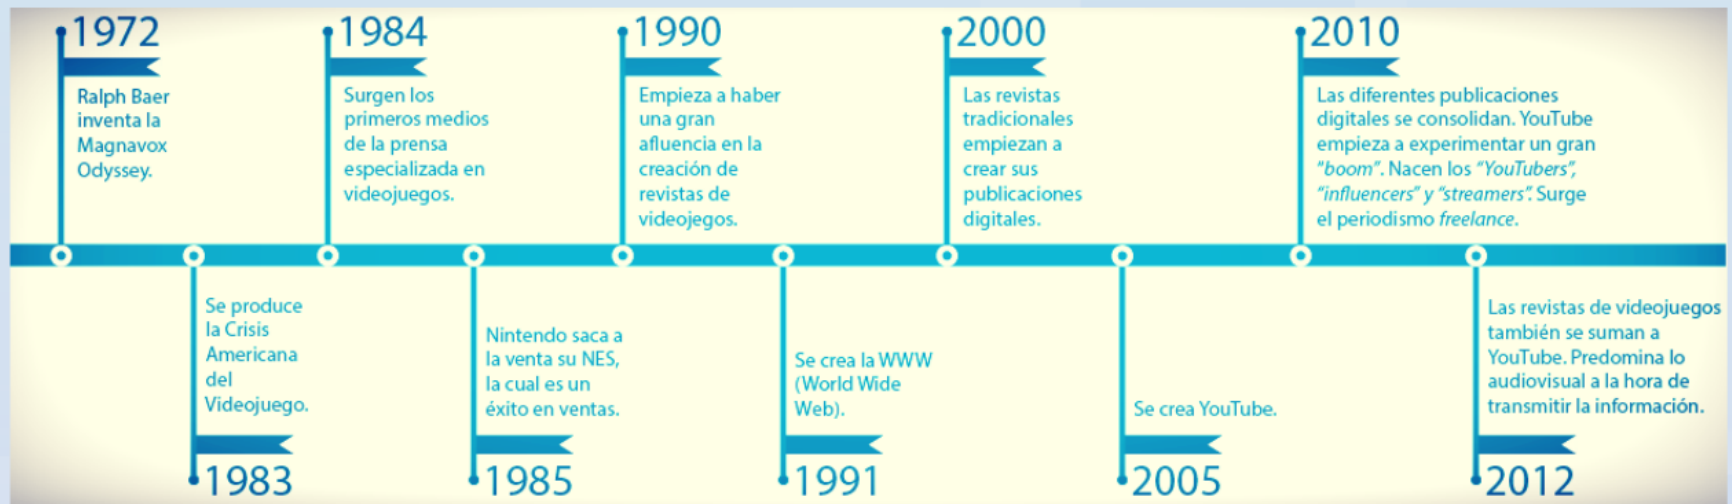 1972
Ralph Baer
inventa la
Magnavox
Odyssey.
1983
Se produce
la Crisis
Americana
del
Videojuego.
1984
Surgen los
primeros medios
de la prensa
especializada en
videojuegos.
1985
Nintendo saca a
la venta su NES,
la cual es un
éxito en ventas.
1990
Empieza a haber
una gran
afluencia en la
creación de
revistas de
videojegos.
1991
Se crea la WWW
(World Wide
Web).
2000
Las revistas
tradicionales
empiezan a
crear sus
publicaciones
digitales.
2005
Se crea YouTube.
2010
Las diferentes publicaciones
digitales se consolidan. YouTube
empieza a experimentar un gran
“boom”. Nacen los “YouTubers”,
“influencers” y “streamers”. Surge
el periodismo freelance.
2012
Las revistas de videojuegos
también se suman a
YouTube. Predomina lo
audiovisual a la hora de
transmitir la información.